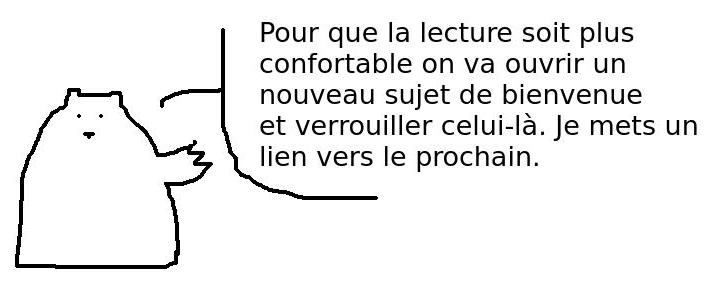 Pour que la lecture soit plus
confortable on va ouvrir un
nouveau sujet de bienvenue
et verrouiller celui-là. Je mets un
lien vers le prochain.